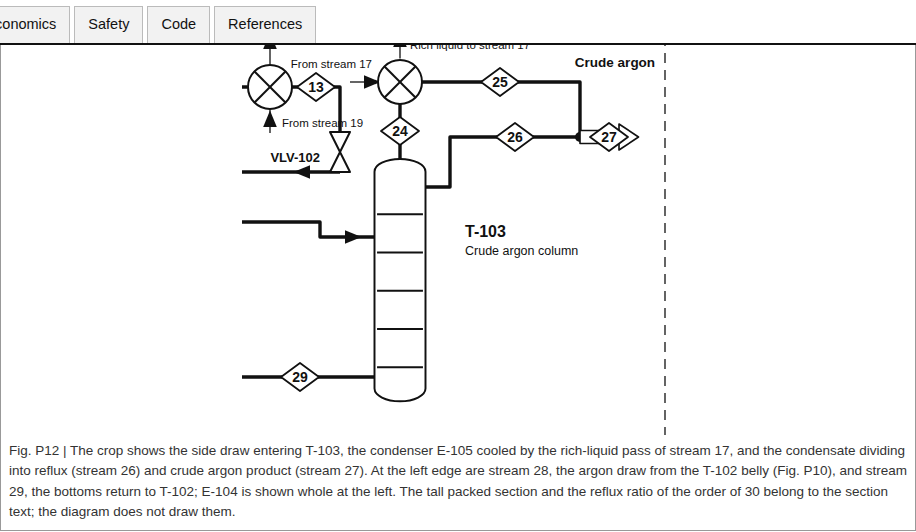 conomics Safety Code References
Rich liquid to stream 17
Crude argon
From stream 17
13
25
From stream 19
24
26
27
VLV-102
T-103
Crude argon column
29
Fig. P12 | The crop shows the side draw entering T-103, the condenser E-105 cooled by the rich-liquid pass of stream 17, and the condensate dividing
into reflux (stream 26) and crude argon product (stream 27). At the left edge are stream 28, the argon draw from the T-102 belly (Fig. P10), and stream
29, the bottoms return to T-102; E-104 is shown whole at the left. The tall packed section and the reflux ratio of the order of 30 belong to the section
text; the diagram does not draw them.